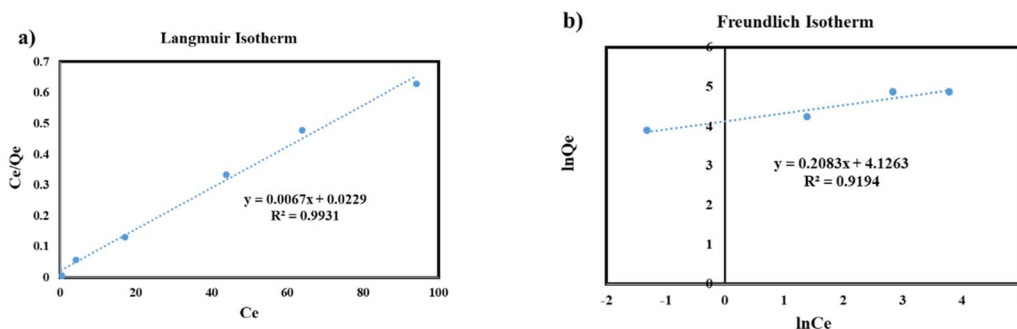 a)
Langmuir Isotherm
0.7
0.6
0.5
0.4
0.3
0.2
0.1
0
Ce/Qe
y = 0.0067x + 0.0229
R² = 0.9931
0 20 40 60 80 100
Ce
b)
Freundlich Isotherm
6
5
4
3
2
1
0
lnQe
y = 0.2083x + 4.1263
R² = 0.9194
-2 -1 0 1 2 3 4
lnCe